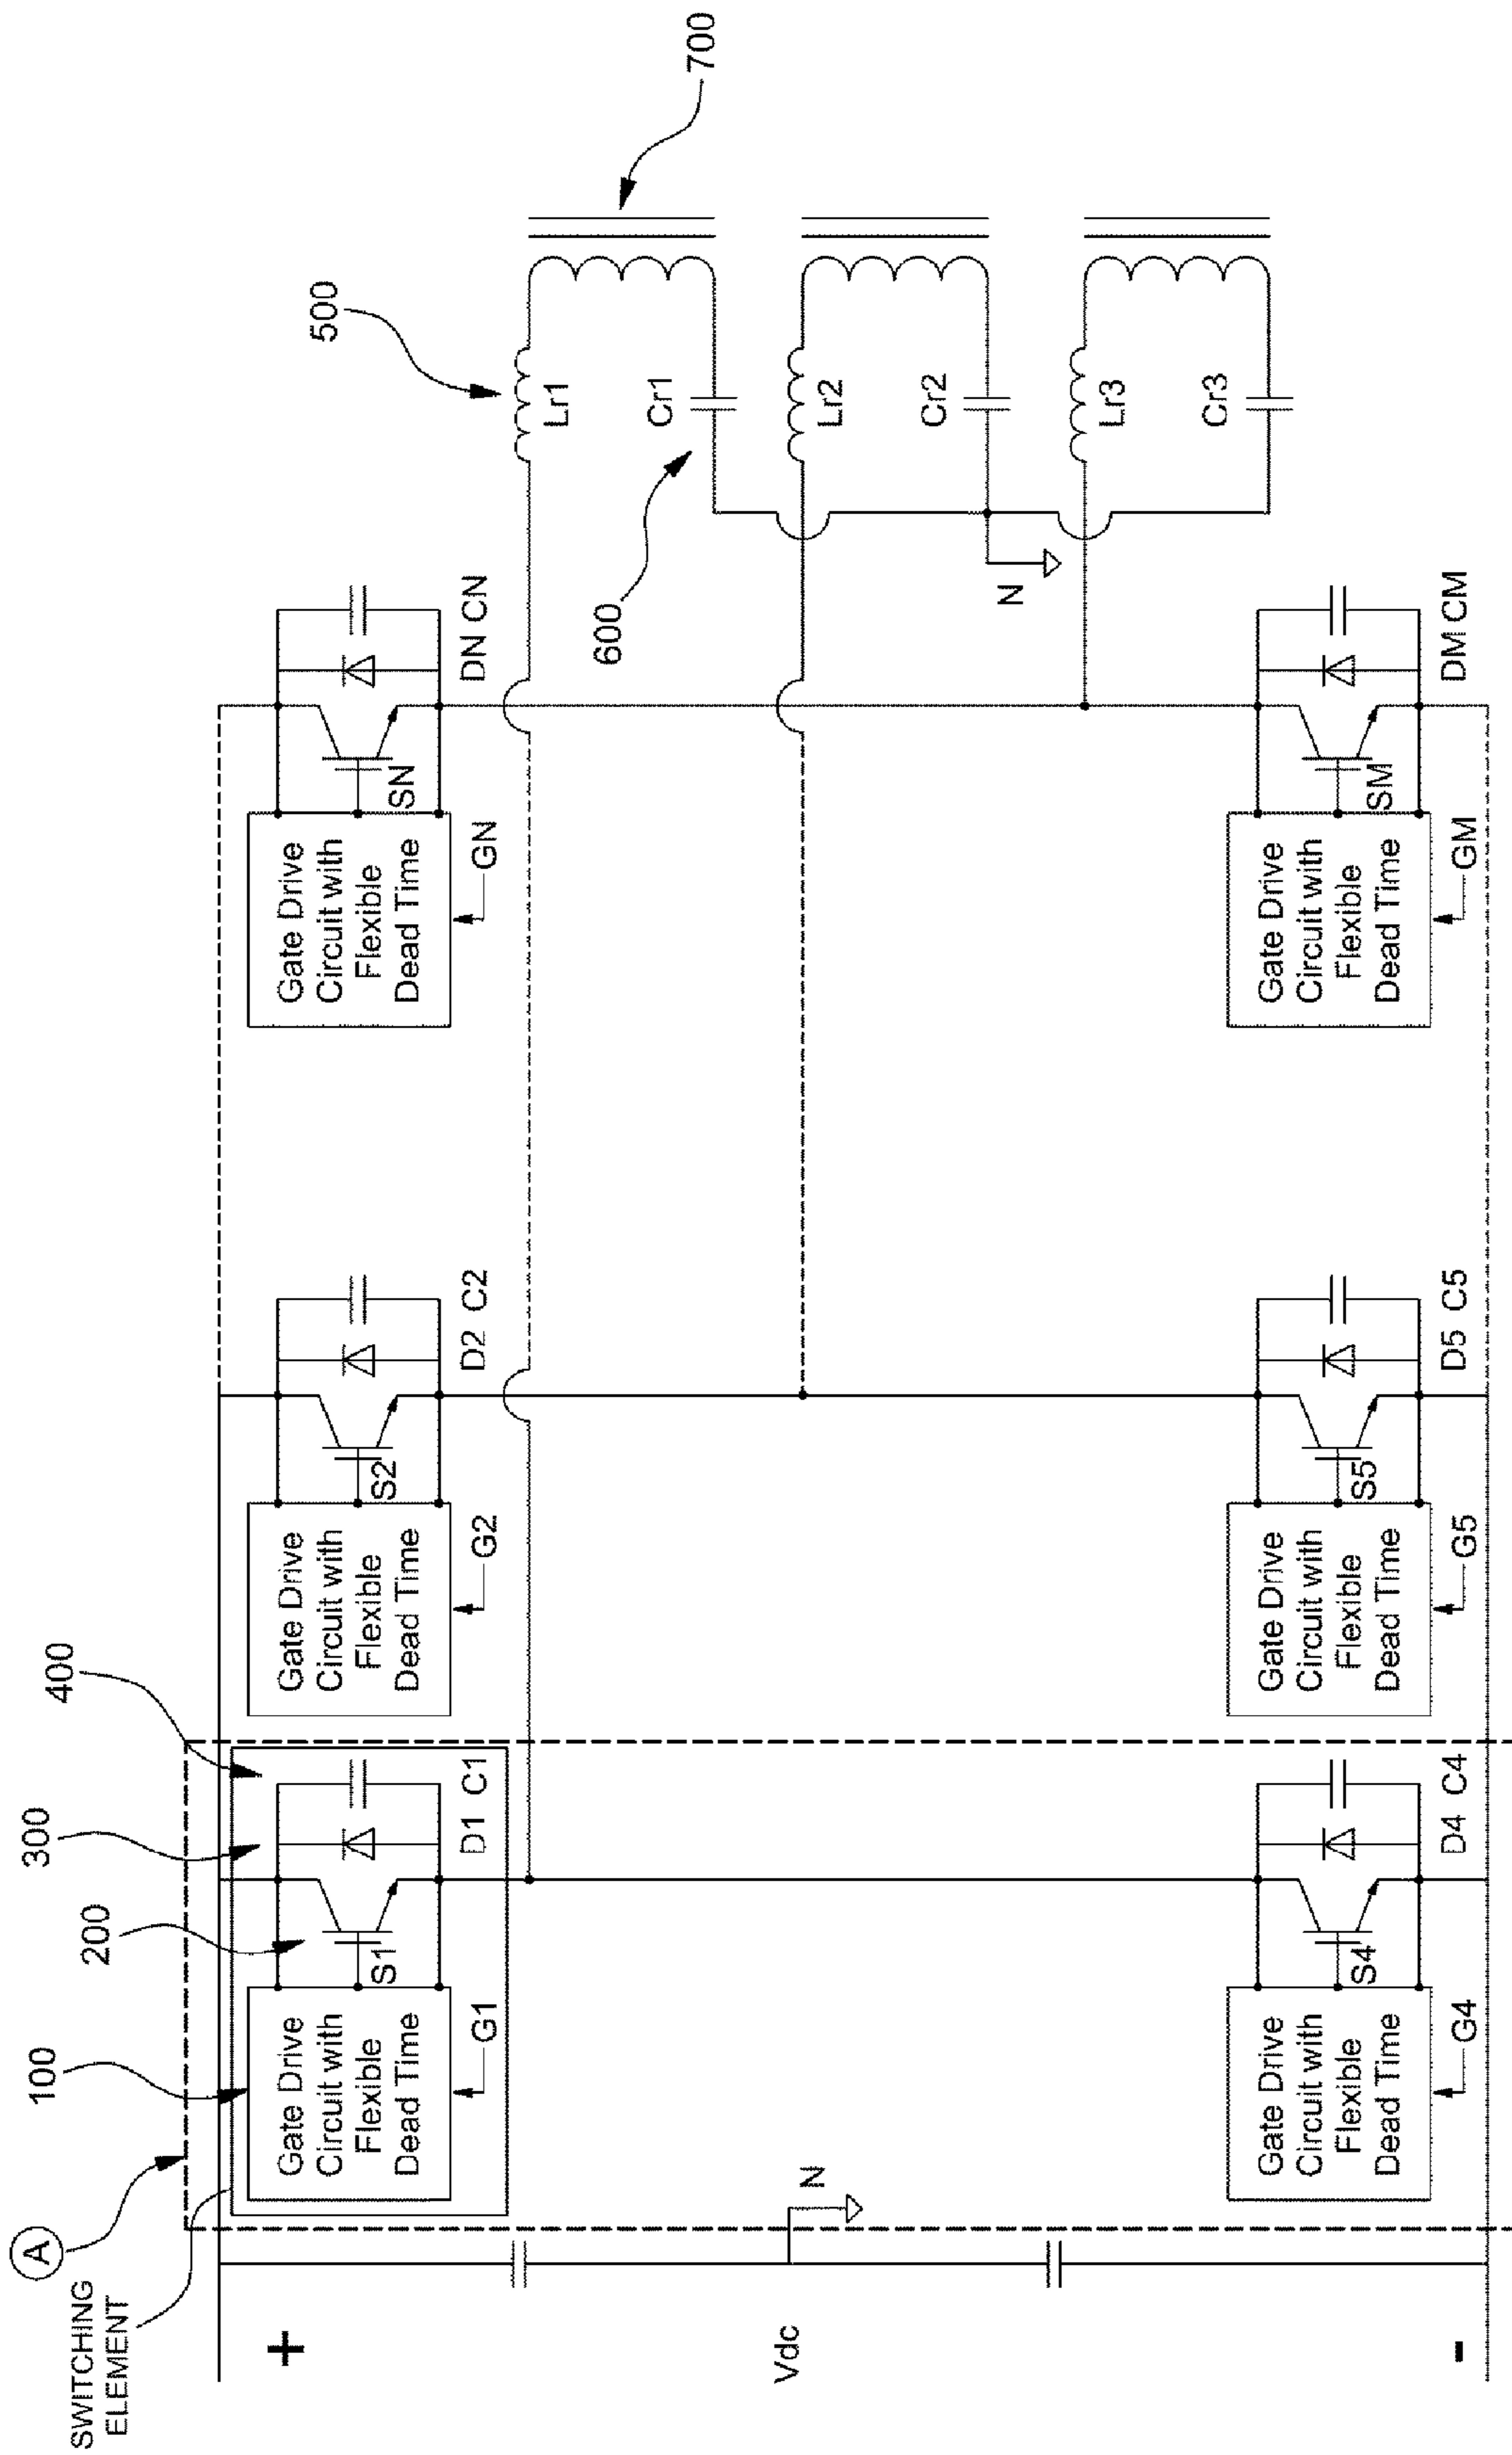 A
SWITCHING
ELEMENT
100
200
300
400
500
600
700
+
Vdc
-
N
Gate Drive
Circuit with
Flexible
Dead Time
G1
S1
D1 C1
Gate Drive
Circuit with
Flexible
Dead Time
G2
S2
D2 C2
Gate Drive
Circuit with
Flexible
Dead Time
GN
SN
DN CN
Lr1
Cr1
Lr2
Cr2
Lr3
Cr3
N
Gate Drive
Circuit with
Flexible
Dead Time
G4
S4
D4 C4
Gate Drive
Circuit with
Flexible
Dead Time
G5
S5
D5 C5
Gate Drive
Circuit with
Flexible
Dead Time
GM
SM
DM CM